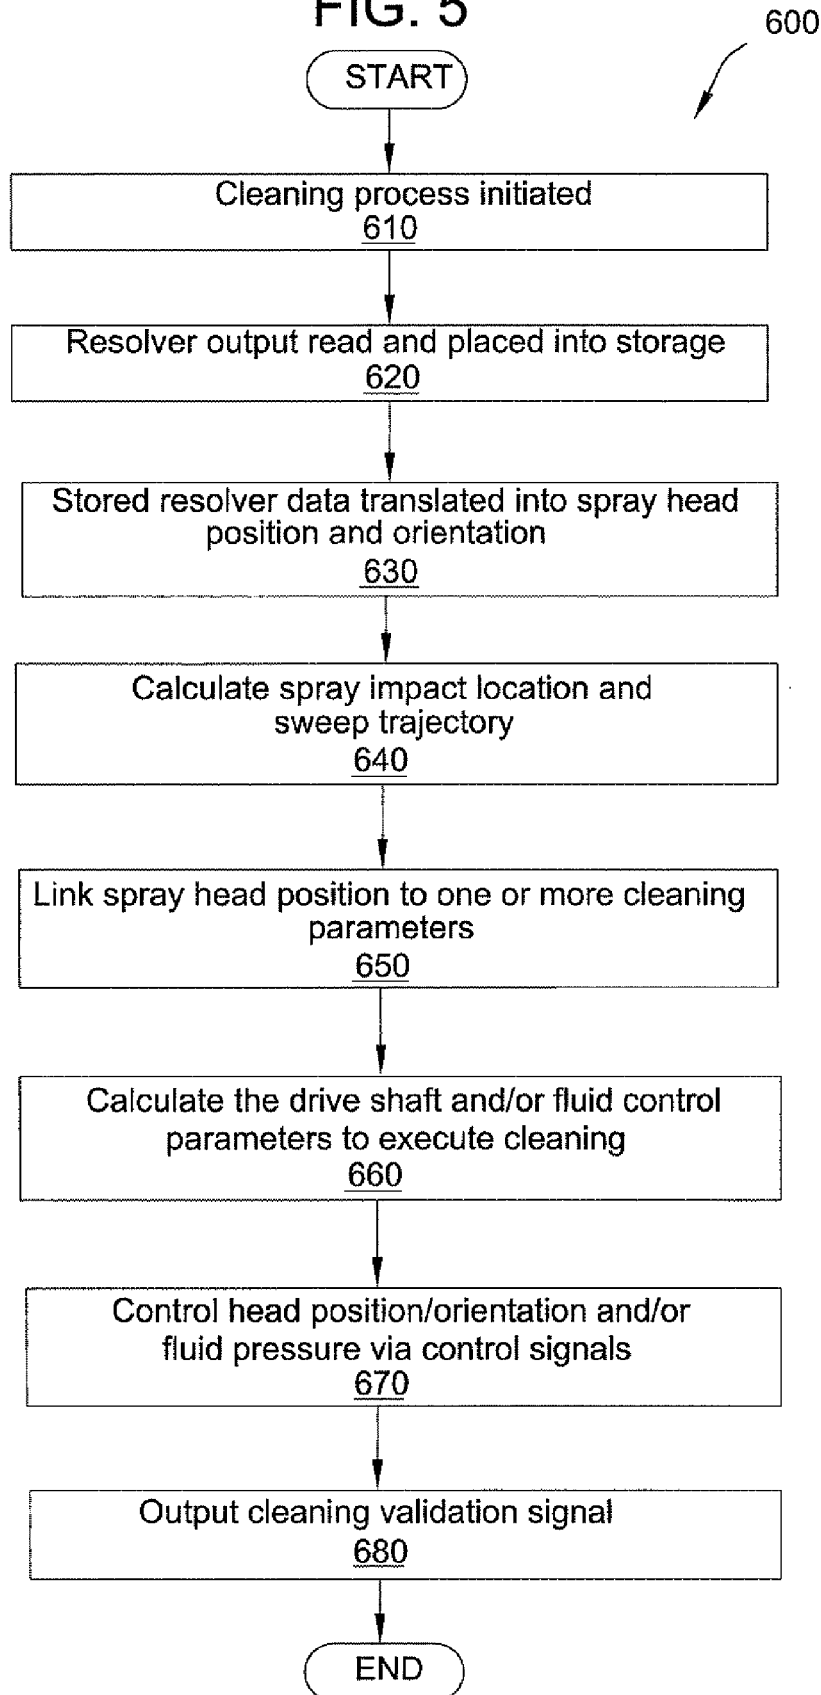 FIG. 5
600
START
Cleaning process initiated
610
Resolver output read and placed into storage
620
Stored resolver data translated into spray head
position and orientation
630
Calculate spray impact location and
sweep trajectory
640
Link spray head position to one or more cleaning
parameters
650
Calculate the drive shaft and/or fluid control
parameters to execute cleaning
660
Control head position/orientation and/or
fluid pressure via control signals
670
Output cleaning validation signal
680
END